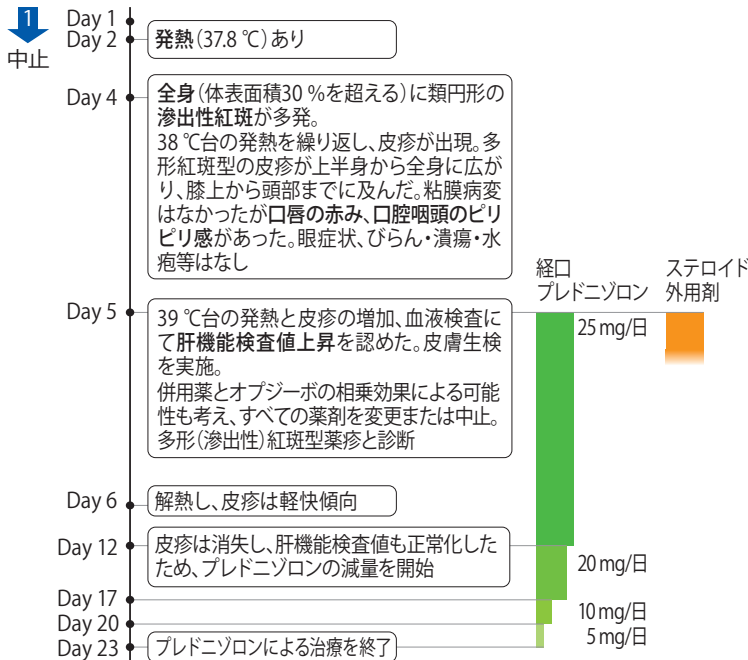 1
中止
Day 1
Day 2
発熱(37.8 ℃)あり
Day 4
全身(体表面積30 %を超える)に類円形の
滲出性紅斑が多発。
38 ℃台の発熱を繰り返し、皮疹が出現。多
形紅斑型の皮疹が上半身から全身に広が
り、膝上から頭部までに及んだ。粘膜病変
はなかったが口唇の赤み、口腔咽頭のピリ
ピリ感があった。眼症状、びらん・潰瘍・水
疱等はなし
経口
プレドニゾロン
ステロイド
外用剤
Day 5
39 ℃台の発熱と皮疹の増加、血液検査に
て肝機能検査値上昇を認めた。皮膚生検
を実施。
併用薬とオプジーボの相乗効果による可能
性も考え、すべての薬剤を変更または中止。
多形(滲出性)紅斑型薬疹と診断
25 mg/日
Day 6
解熱し、皮疹は軽快傾向
Day 12
皮疹は消失し、肝機能検査値も正常化した
ため、プレドニゾロンの減量を開始
20 mg/日
Day 17
10 mg/日
Day 20
5 mg/日
Day 23
プレドニゾロンによる治療を終了